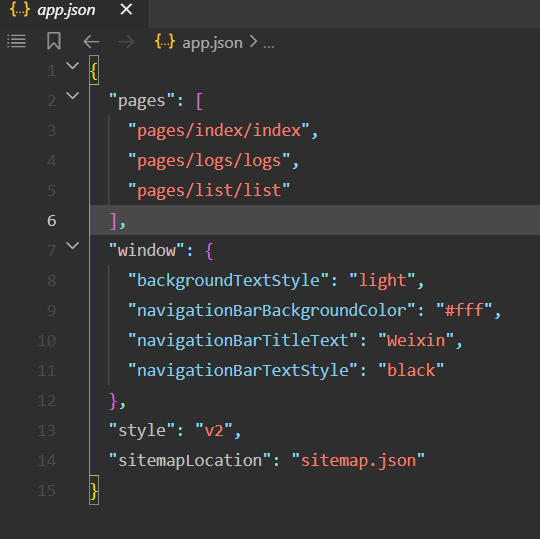 {..} app.json ×
{..} app.json > ...
1 {
2 "pages": [
3 "pages/index/index",
4 "pages/logs/logs",
5 "pages/list/list"
6 ],
7 "window": {
8 "backgroundTextStyle": "light",
9 "navigationBarBackgroundColor": "#fff",
10 "navigationBarTitleText": "Weixin",
11 "navigationBarTextStyle": "black"
12 },
13 "style": "v2",
14 "sitemapLocation": "sitemap.json"
15 }